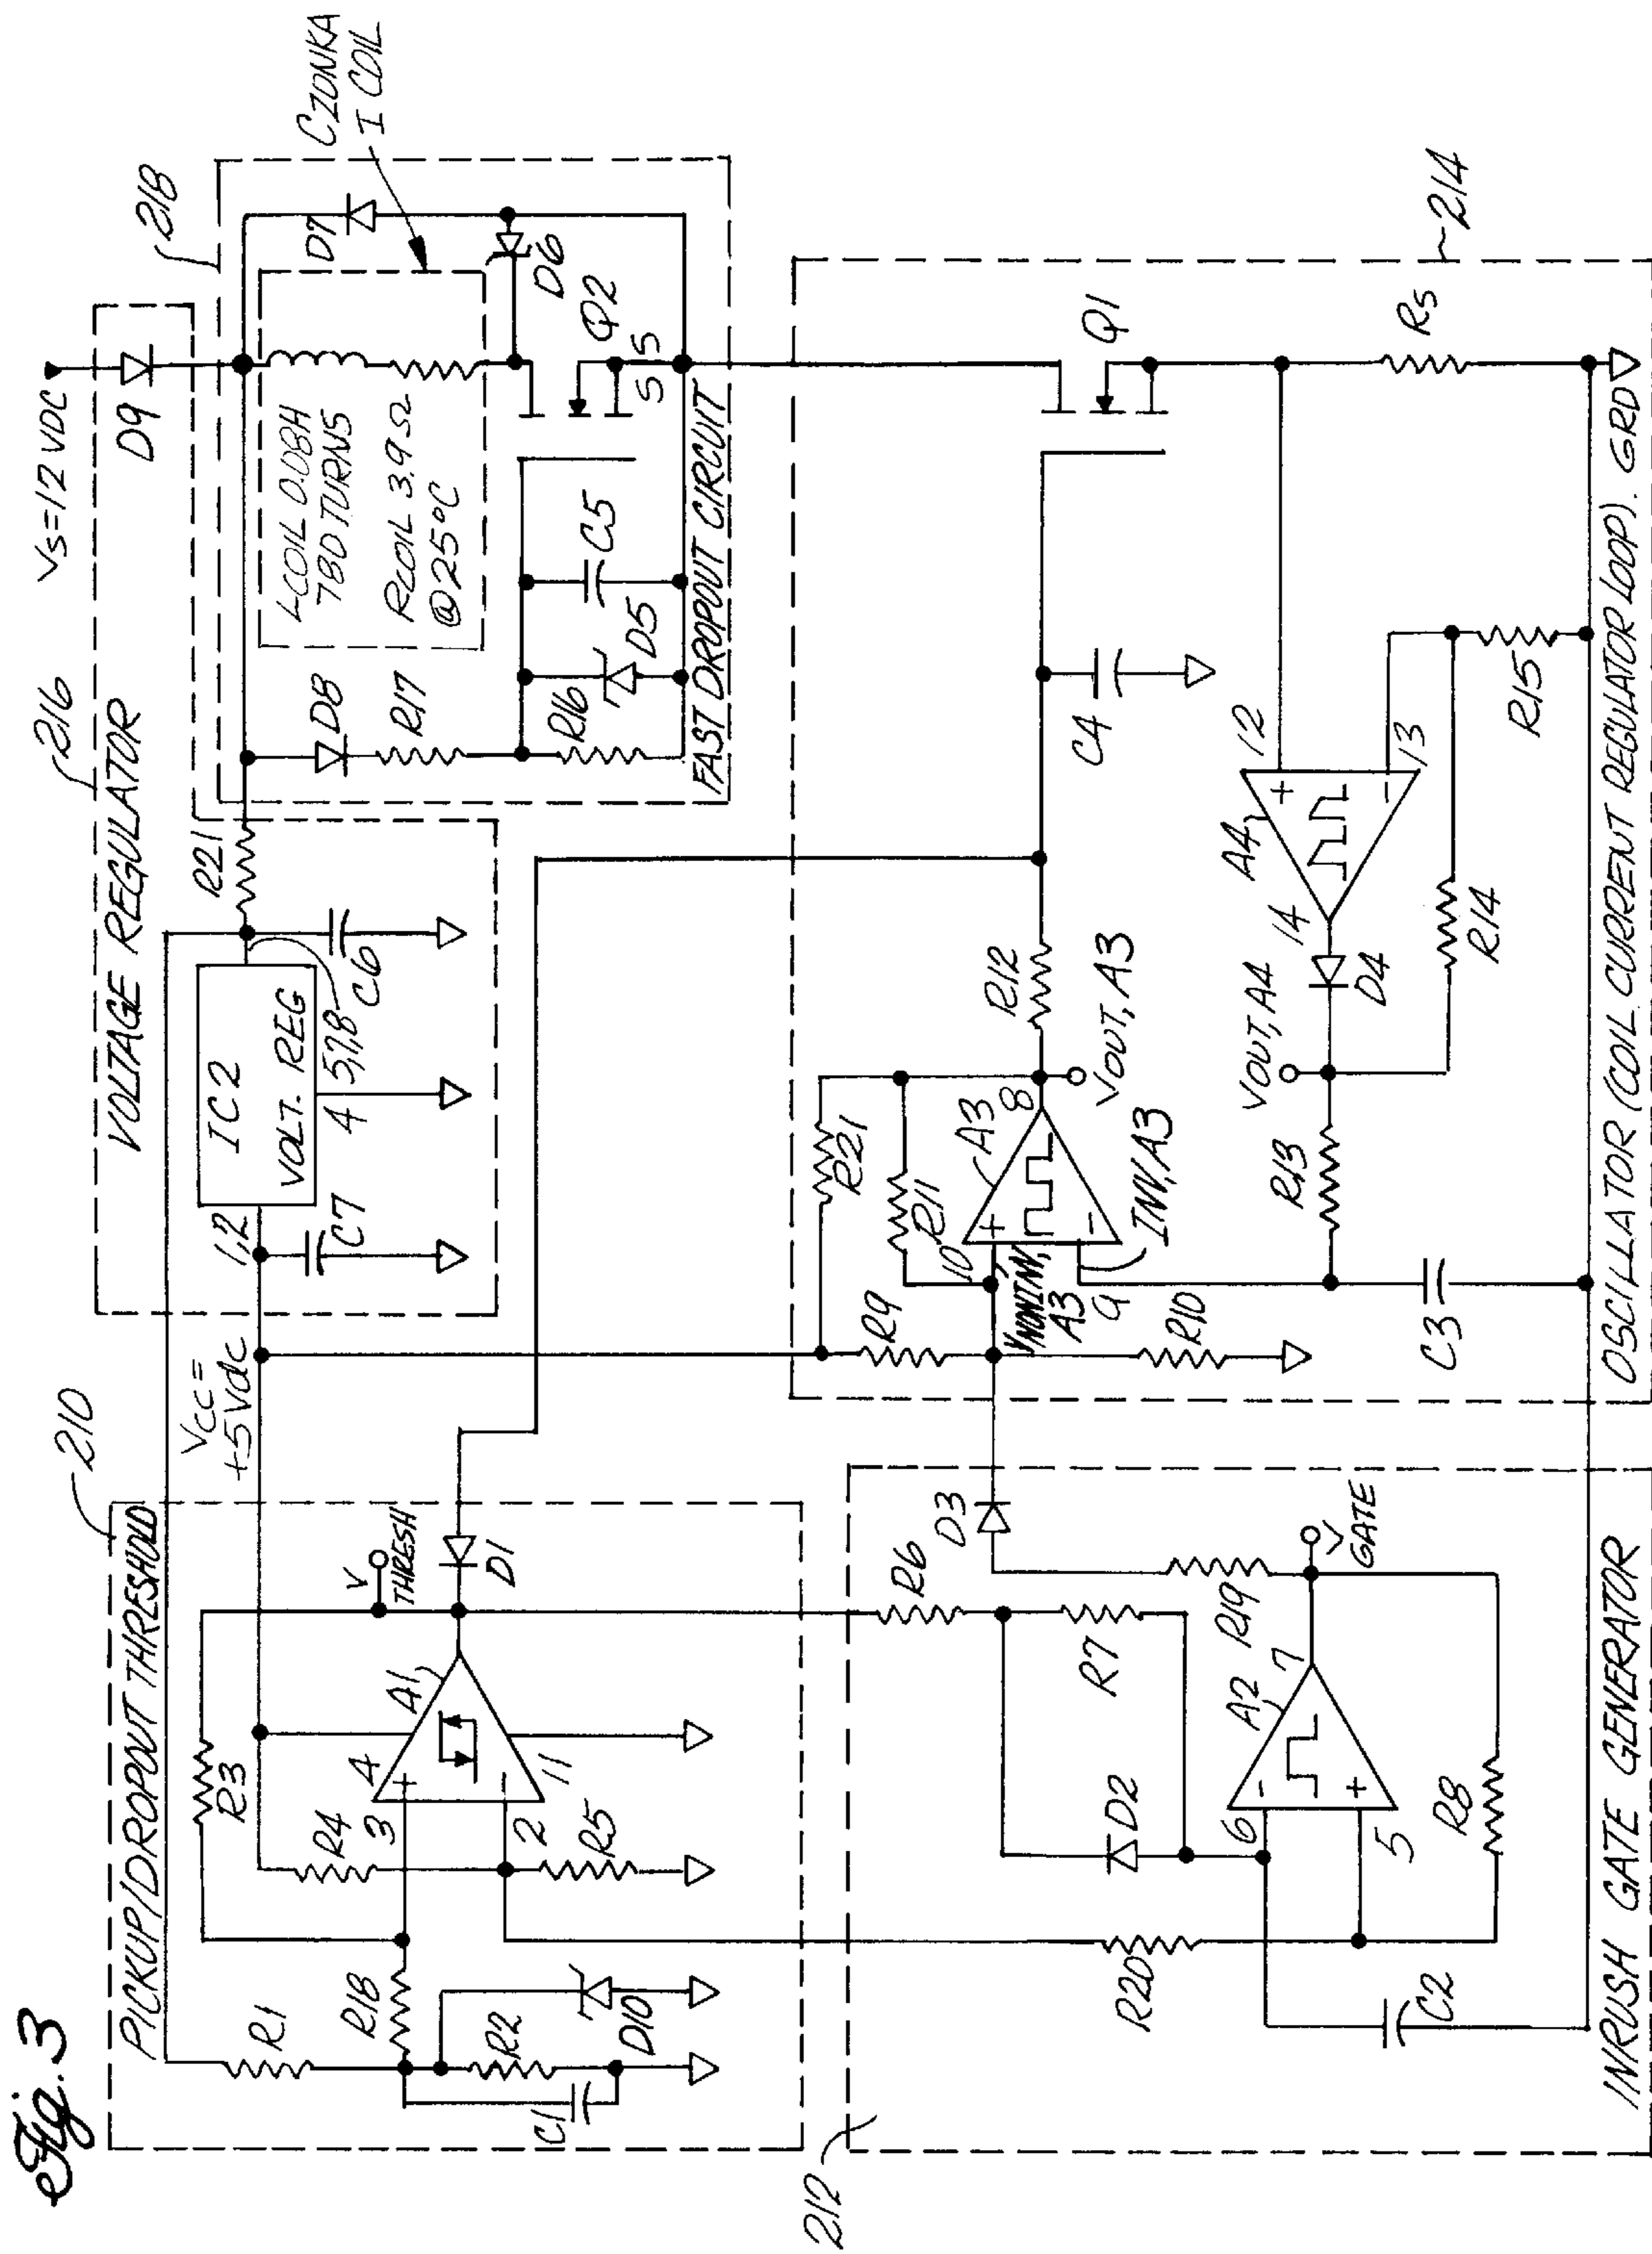 Fig. 3
210
PICKUP/DROPOUT THRESHOLD
R1
R18
R2
C1
D10
R3
R4
R5
3
4
+
-
2
11
A1
V
THRESH
D1
VCC=
+5Vdc
216
VOLTAGE REGULATOR
IC2
VOLT. REG
1,2
4
5,7,8
C7
C6
R21
VS=12 VDC
D9
218
D7
LCOIL 0.08H
TBD TURNS
RCOIL 3.9Ω
@25°C
CZONKA
I COIL
D8
R17
R16
D5
C5
D6
Q2
S
S
FAST DROPOUT CIRCUIT
212
R20
C2
D2
R6
R7
D3
R19
A2
6
-
5
+
7
R8
V
GATE
INRUSH GATE GENERATOR
214
R9
R10
R21
R11
10
+
VNONINV,
A3
9
-
A3
8
INV,A3
VOUT, A3
R12
C4
Q1
RS
C3
R13
VOUT, A4
D4
14
A4
+
12
-
13
R14
R15
GRD
OSCILLATOR (COIL CURRENT REGULATOR LOOP).